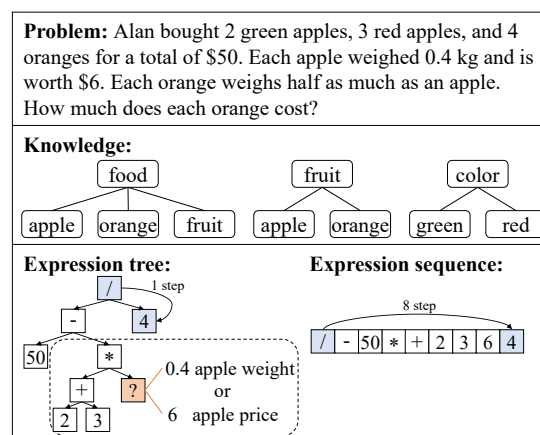 Problem: Alan bought 2 green apples, 3 red apples, and 4
oranges for a total of $50. Each apple weighed 0.4 kg and is
worth $6. Each orange weighs half as much as an apple.
How much does each orange cost?
Knowledge:
food
fruit
color
apple
orange
fruit
apple
orange
green
red
Expression tree:
Expression sequence:
/
1 step
-
4
50
*
+
?
2
3
0.4 apple weight
or
6 apple price
8 step
/ - 50 * + 2 3 6 4